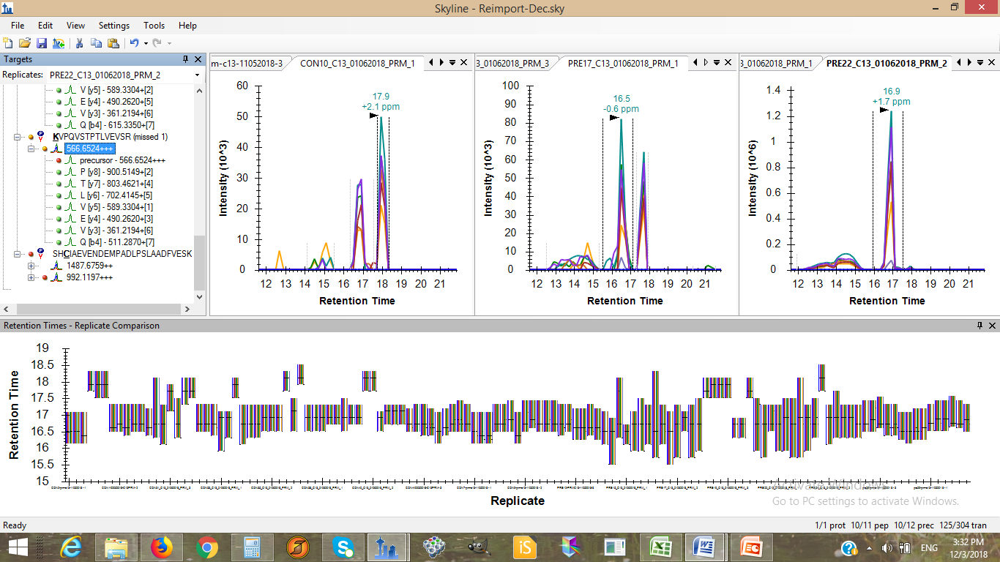 Skyline - Reimport-Dec.sky
File Edit View Settings Tools Help
Targets
Replicates: PRE22_C13_01062018_PRM_2
V [y5] - 589.3304+[2]
E [y4] - 490.2620+[5]
V [y3] - 361.2194+[6]
Q [b4] - 615.3350+[7]
KVPQVSTPTLVEVSR (missed 1)
566.6524+++
precursor - 566.6524+++
P [y8] - 900.5149+[2]
T [y7] - 803.4621+[4]
L [y6] - 702.4145+[5]
V [y5] - 589.3304+[1]
E [y4] - 490.2620+[3]
V [y3] - 361.2194+[6]
Q [b4] - 511.2870+[7]
SHCIAEVENDEMPADLPSLAADFVESK
1487.6759++
992.1197+++
m-c13-11052018-3 CON10_C13_01062018_PRM_1
17.9
+2.1 ppm
Intensity (10^3)
60
50
40
30
20
10
0
12 13 14 15 16 17 18 19 20 21
Retention Time
3_01062018_PRM_3 PRE17_C13_01062018_PRM_1
16.5
-0.6 ppm
Intensity (10^3)
100
90
80
70
60
50
40
30
20
10
0
12 13 14 15 16 17 18 19 20 21
Retention Time
3_01062018_PRM_1 PRE22_C13_01062018_PRM_2
16.9
+1.7 ppm
Intensity (10^6)
1.4
1.2
1
0.8
0.6
0.4
0.2
0
12 13 14 15 16 17 18 19 20 21
Retention Time
Retention Times - Replicate Comparison
Retention Time
19
18.5
18
17.5
17
16.5
16
15.5
15
Replicate
Activate Windows
Go to PC settings to activate Windows.
Ready
1/1 prot 10/11 pep 10/12 prec 125/304 tran
ENG
3:32 PM
12/3/2018